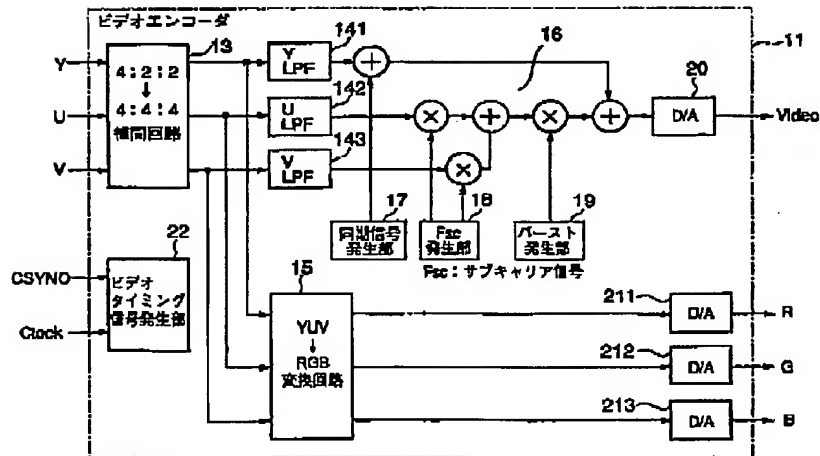 ビデオエンコーダ
11
Y
U
V
13
4:2:2
↓
4:4:4
補間回路
141
Y
LPF
142
U
LPF
143
V
LPF
16
20
D/A
Video
17
同期信号
発生部
18
Fsc
発生部
19
バースト
発生部
Fsc:サブキャリア信号
CSYNC
Clock
22
ビデオ
タイミング
信号発生部
15
YUV
↓
RGB
変換回路
211
D/A
R
212
D/A
G
213
D/A
B